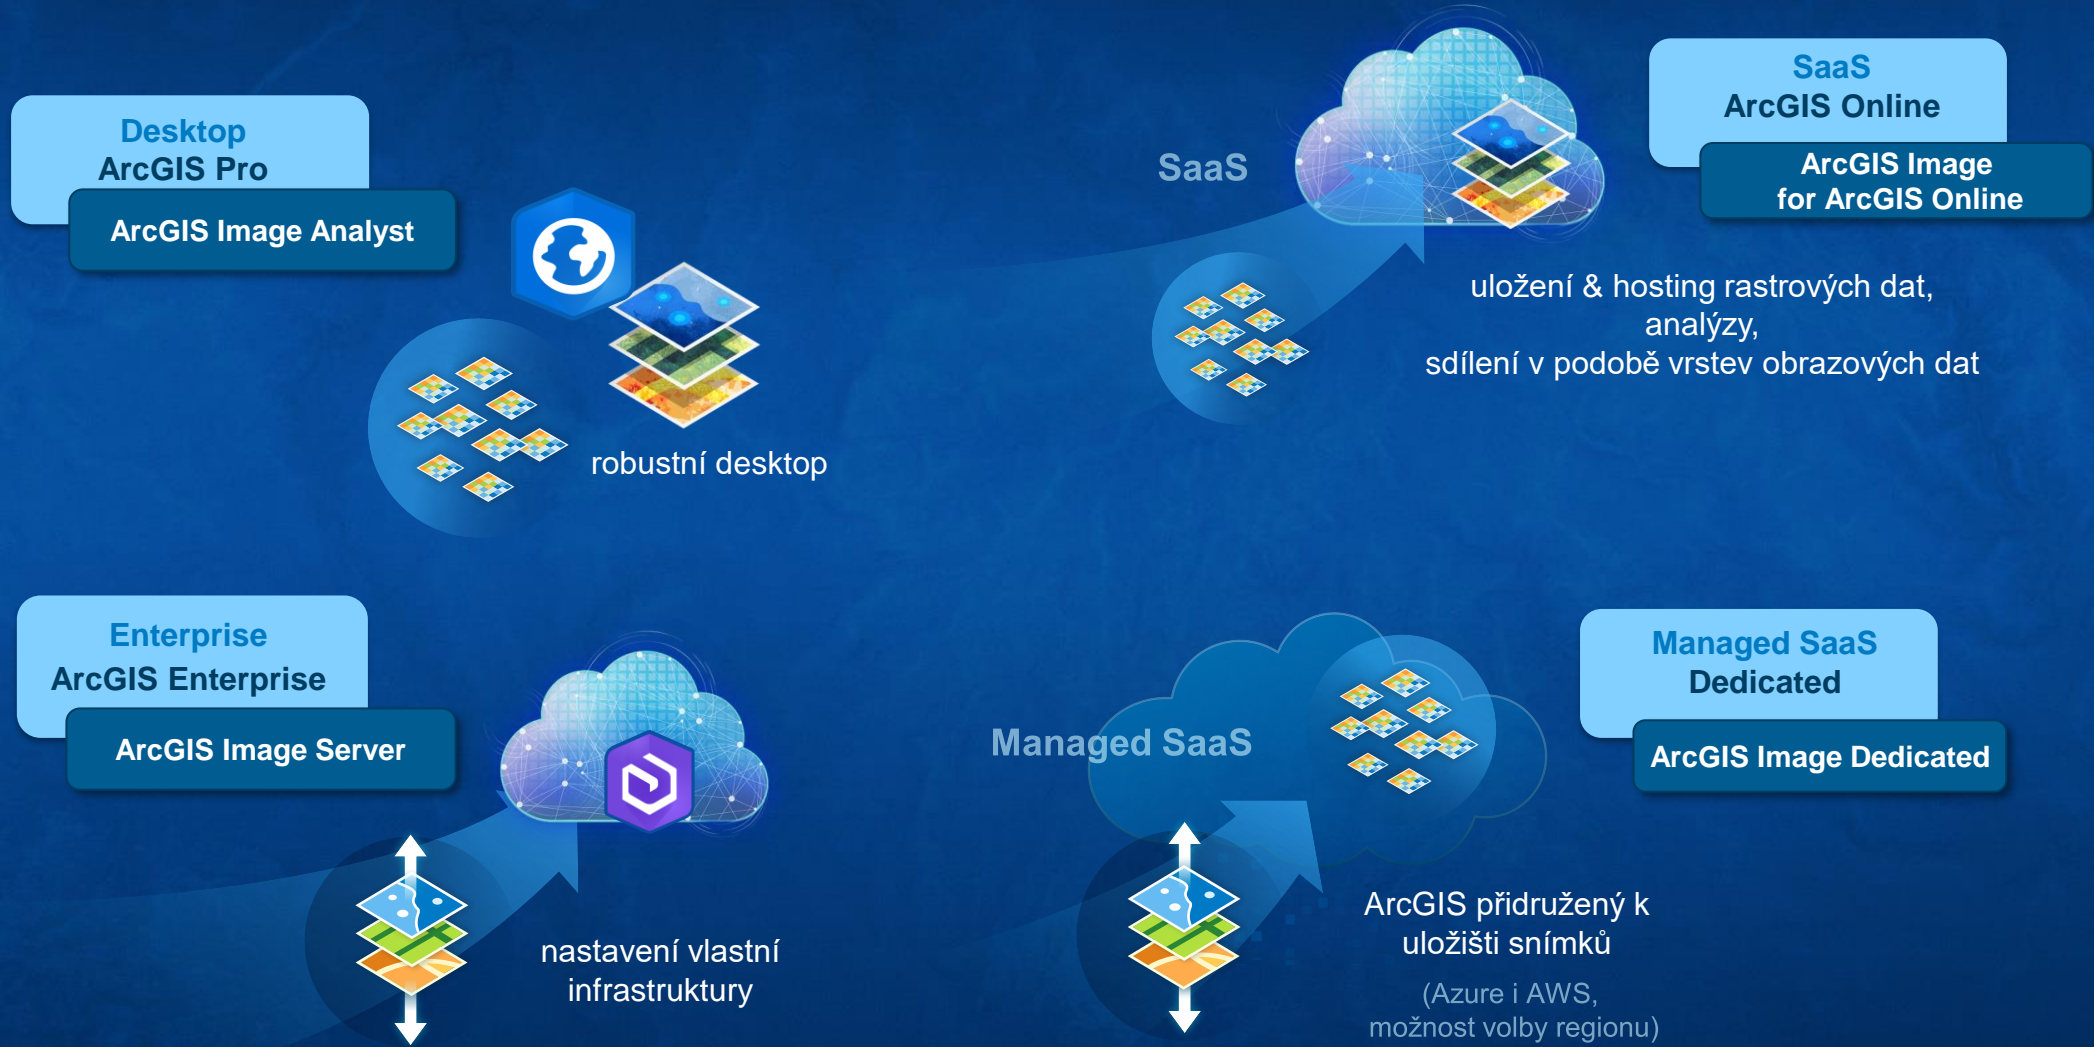 Desktop
ArcGIS Pro
ArcGIS Image Analyst
robustní desktop
SaaS
SaaS
ArcGIS Online
ArcGIS Image
for ArcGIS Online
uložení & hosting rastrových dat,
analýzy,
sdílení v podobě vrstev obrazových dat
Enterprise
ArcGIS Enterprise
ArcGIS Image Server
nastavení vlastní
infrastruktury
Managed SaaS
Managed SaaS
Dedicated
ArcGIS Image Dedicated
ArcGIS přidružený k
uložišti snímků
(Azure i AWS,
možnost volby regionu)